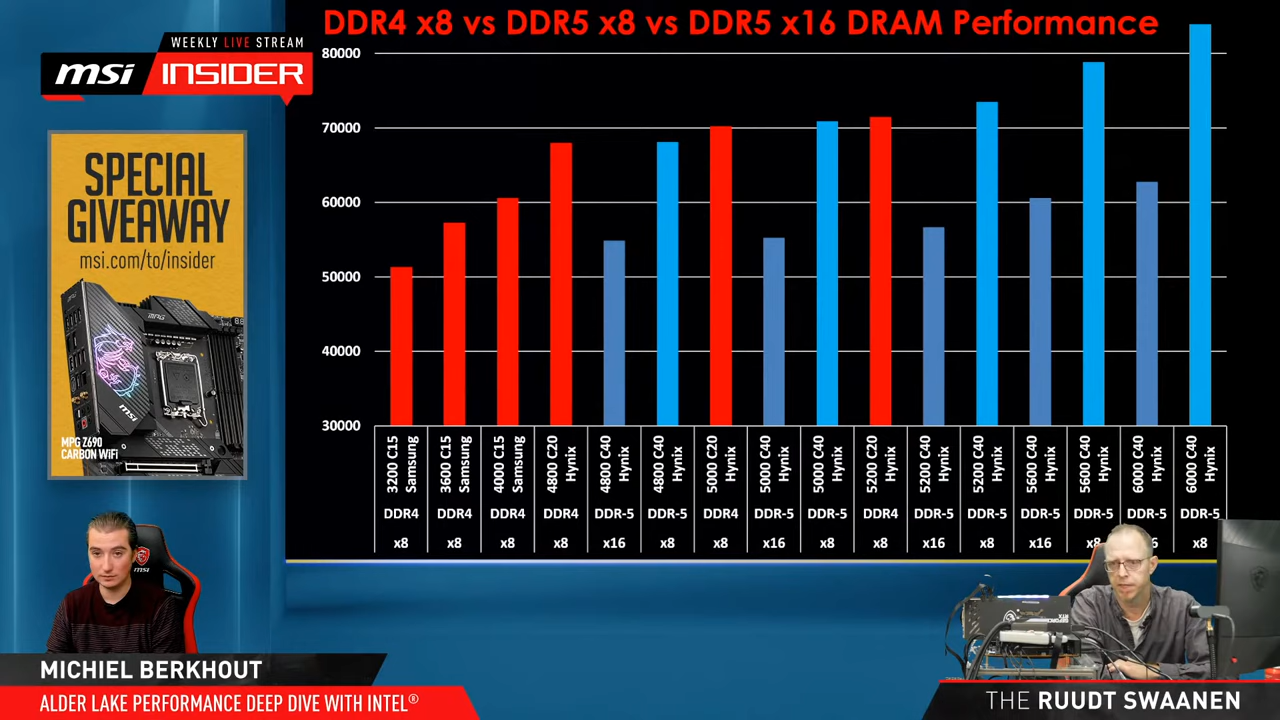 DDR4 x8 vs DDR5 x8 vs DDR5 x16 DRAM Performance
WEEKLY LIVE STREAM
msi INSIDER
SPECIAL
GIVEAWAY
msi.com/to/insider
MPG
msi
MPG Z690
CARBON WiFi
80000
70000
60000
50000
40000
30000
3200 C15 Samsung
3600 C15 Samsung
4000 C15 Samsung
4800 C20 Hynix
4800 C40 Hynix
4800 C40 Hynix
5000 C20 Hynix
5000 C40 Hynix
5000 C40 Hynix
5200 C20 Hynix
5200 C40 Hynix
5200 C40 Hynix
5600 C40 Hynix
5600 C40 Hynix
6000 C40 Hynix
6000 C40 Hynix
DDR4 DDR4 DDR4 DDR4 DDR-5 DDR-5 DDR4 DDR-5 DDR-5 DDR4 DDR-5 DDR-5 DDR-5 DDR-5 DDR-5 DDR-5
x8 x8 x8 x8 x16 x8 x8 x16 x8 x8 x16 x8 x16 x8 x8
msi
GEFORCE RTX
MICHIEL BERKHOUT
ALDER LAKE PERFORMANCE DEEP DIVE WITH INTEL®
THE RUUDT SWAANEN